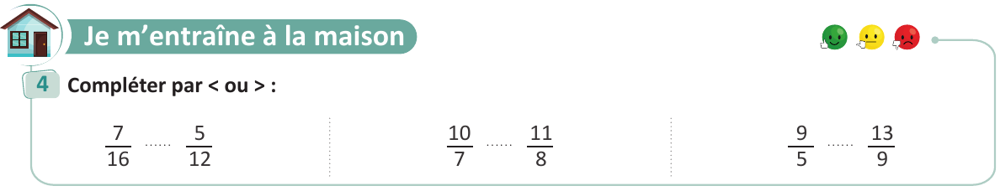 Je m'entraîne à la maison
4 Compléter par < ou > :
7/16 ...... 5/12
10/7 ...... 11/8
9/5 ...... 13/9